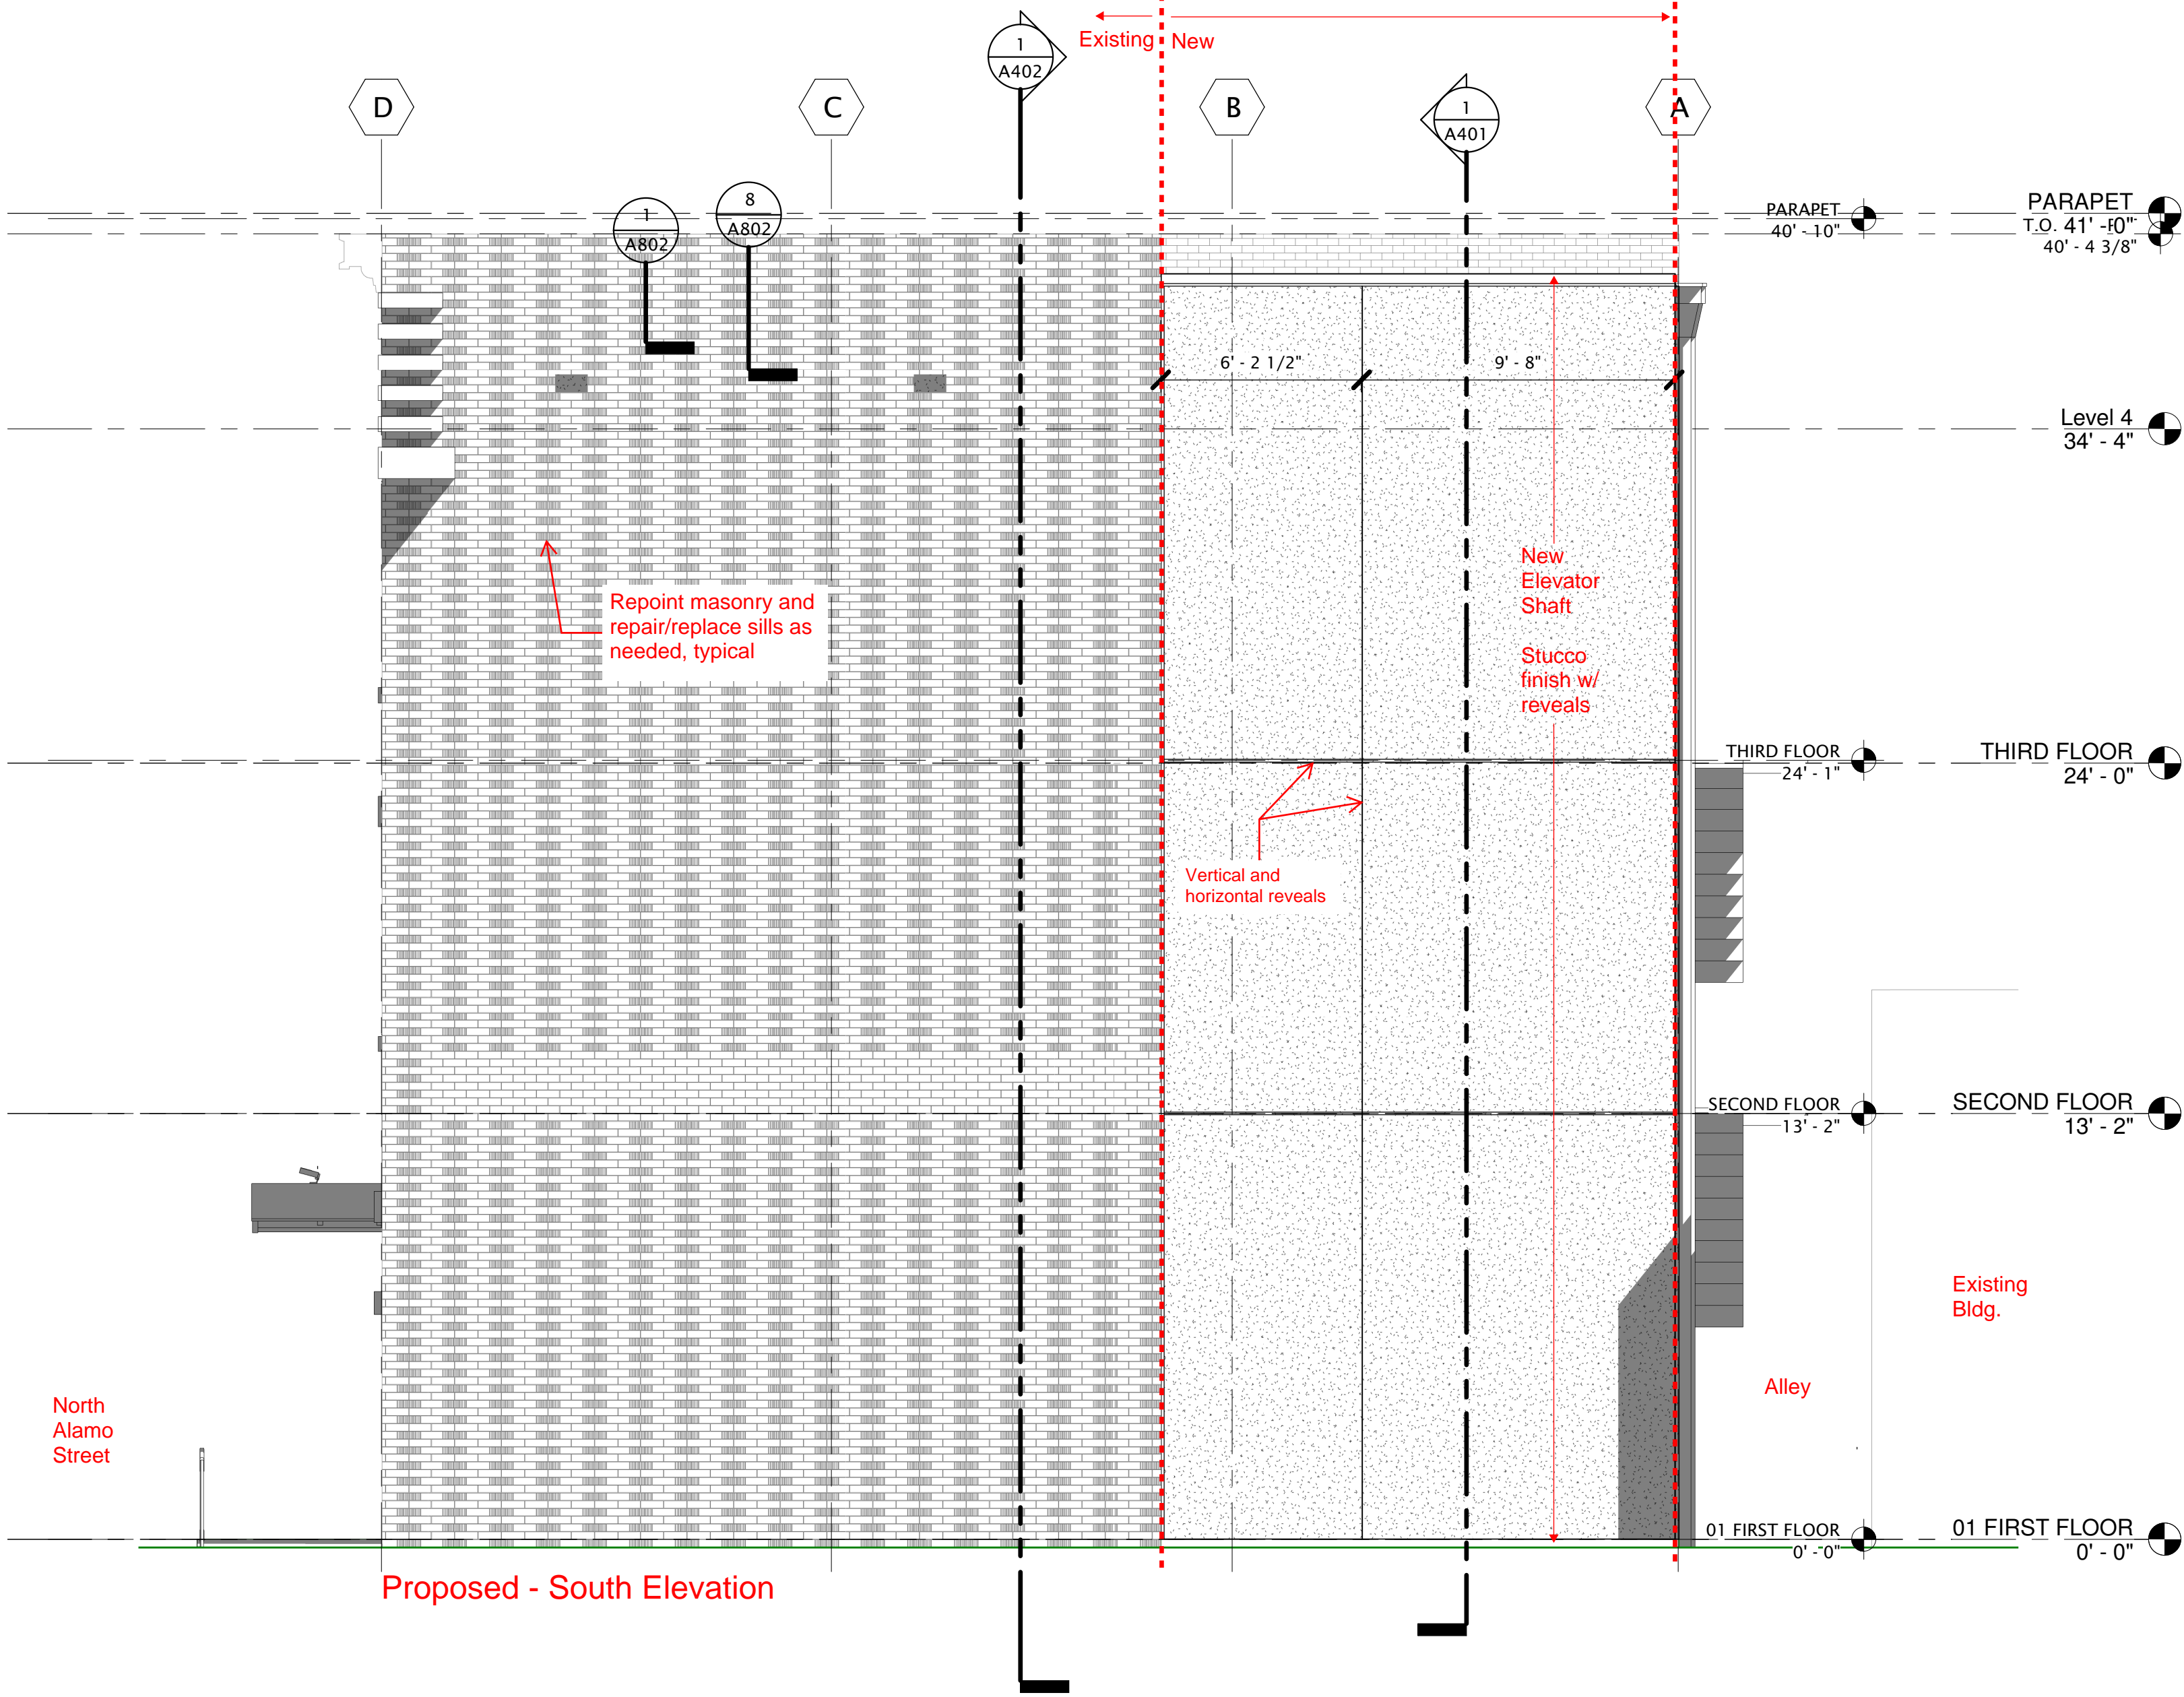 Existing
New
1
A402
D
C
B
1
A401
A
1
A802
8
A802
PARAPET
40' - 10"
PARAPET
41' - 0"
T.O.
40' - 4 3/8"
6' - 2 1/2"
9' - 8"
Level 4
34' - 4"
New
Elevator
Shaft
Stucco
finish w/
reveals
Repoint masonry and
repair/replace sills as
needed, typical
THIRD FLOOR
24' - 1"
THIRD FLOOR
24' - 0"
Vertical and
horizontal reveals
SECOND FLOOR
13' - 2"
SECOND FLOOR
13' - 2"
Existing
Bldg.
Alley
North
Alamo
Street
01 FIRST FLOOR
0' - 0"
01 FIRST FLOOR
0' - 0"
Proposed - South Elevation